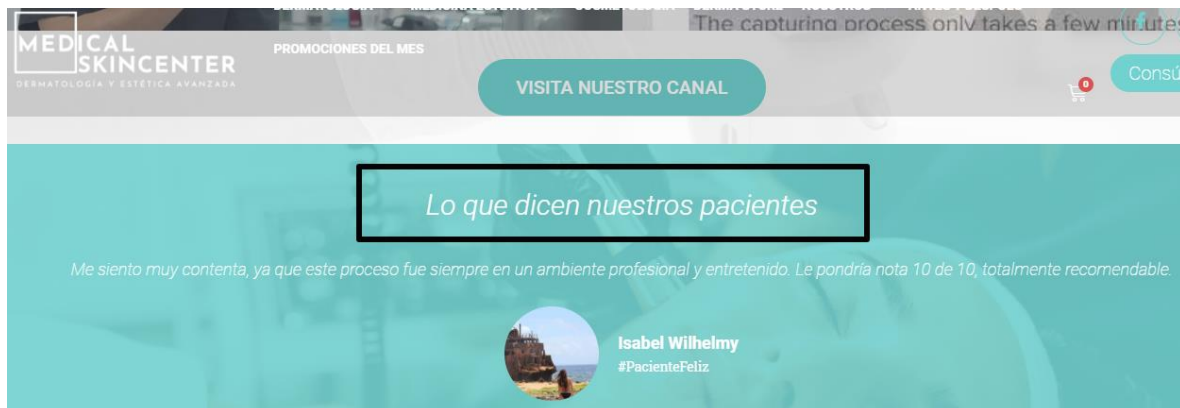 The capturing process only takes a few minutes
MEDICAL
SKINCENTER
DERMATOLOGÍA Y ESTÉTICA AVANZADA
PROMOCIONES DEL MES
VISITA NUESTRO CANAL
0
Consú
Lo que dicen nuestros pacientes
Me siento muy contenta, ya que este proceso fue siempre en un ambiente profesional y entretenido. Le pondría nota 10 de 10, totalmente recomendable.
Isabel Wilhelmy
#PacienteFeliz